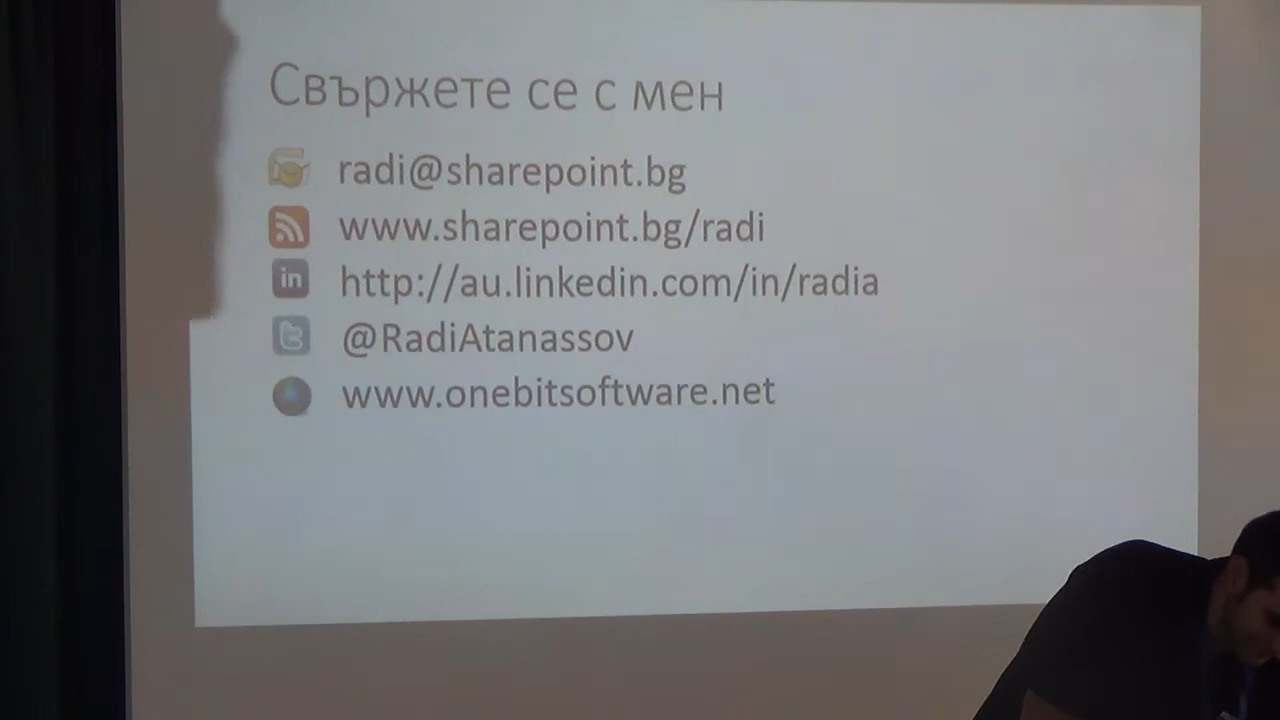 Свържете се с мен
radi@sharepoint.bg
www.sharepoint.bg/radi
in http://au.linkedin.com/in/radia
t @RadiAtanassov
www.onebitsoftware.net